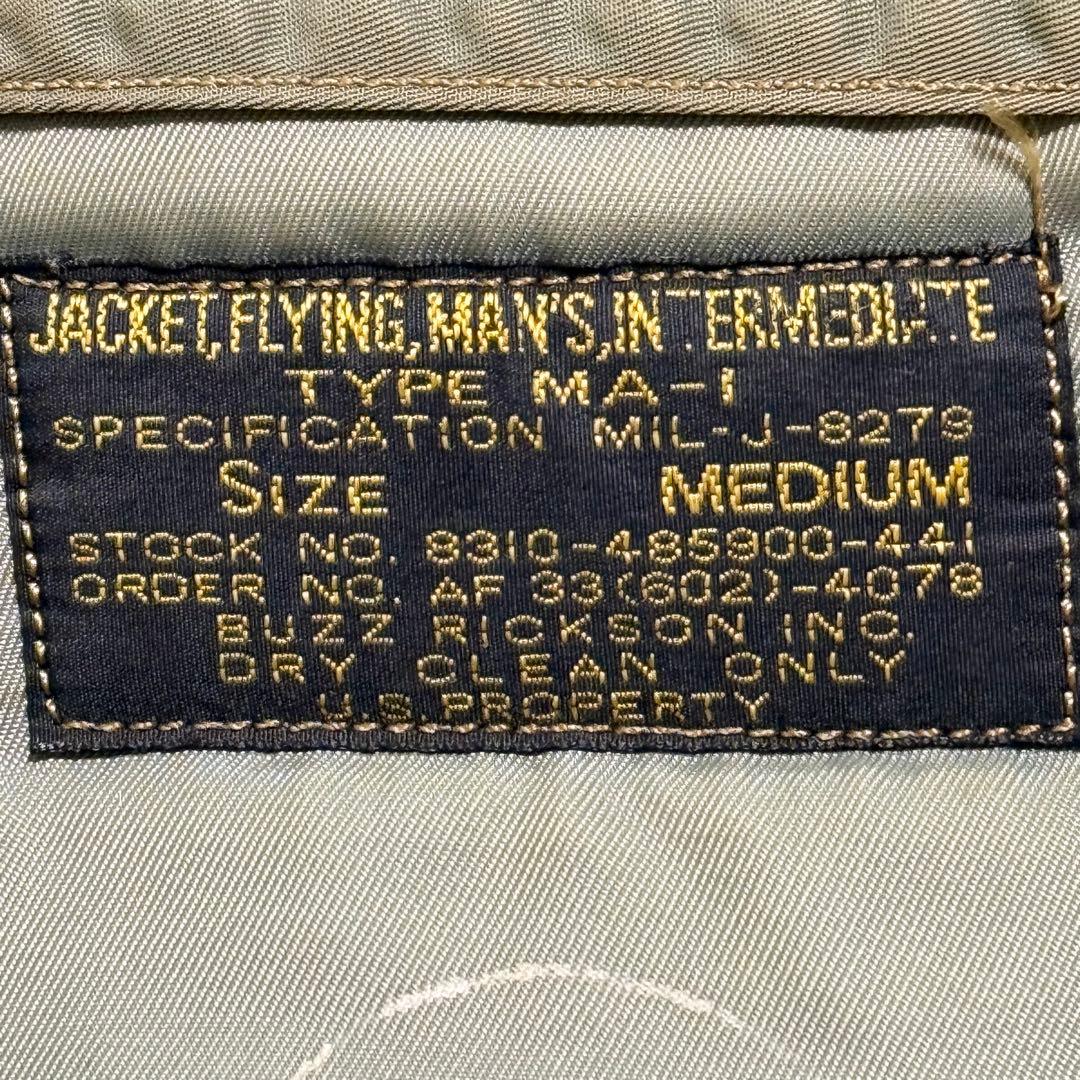 JACKET,FLYING,MAN'S,INTERMEDIATE
TYPE MA-1
SPECIFICATION MIL-J-8279
SIZE MEDIUM
STOCK NO. 8310-485900-441
ORDER NO. AF 33(602)-4078
BUZZ RICKSON INC.
DRY CLEAN ONLY
U.S. PROPERTY